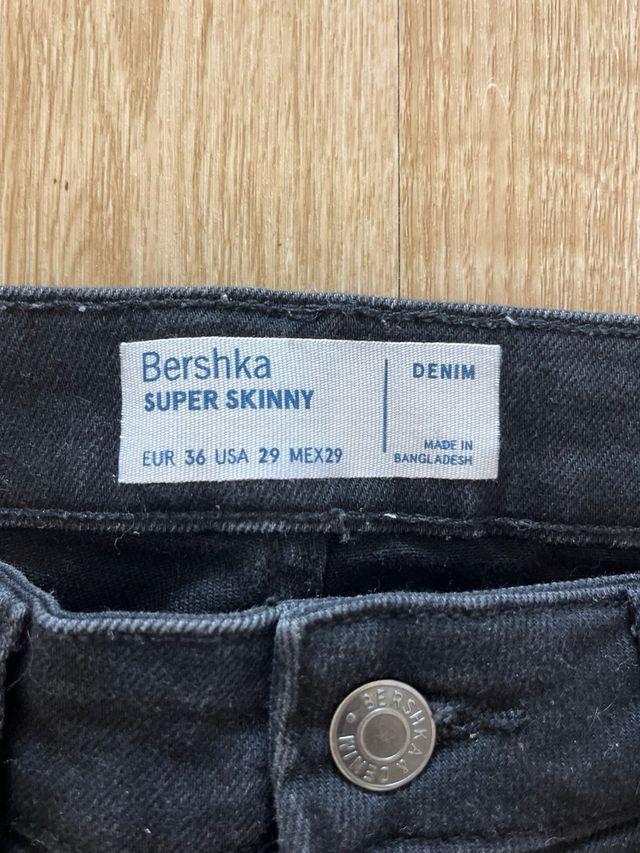 Bershka
SUPER SKINNY
EUR 36 USA 29 MEX29
DENIM
MADE IN
BANGLADESH
BERSHKA & DENIM